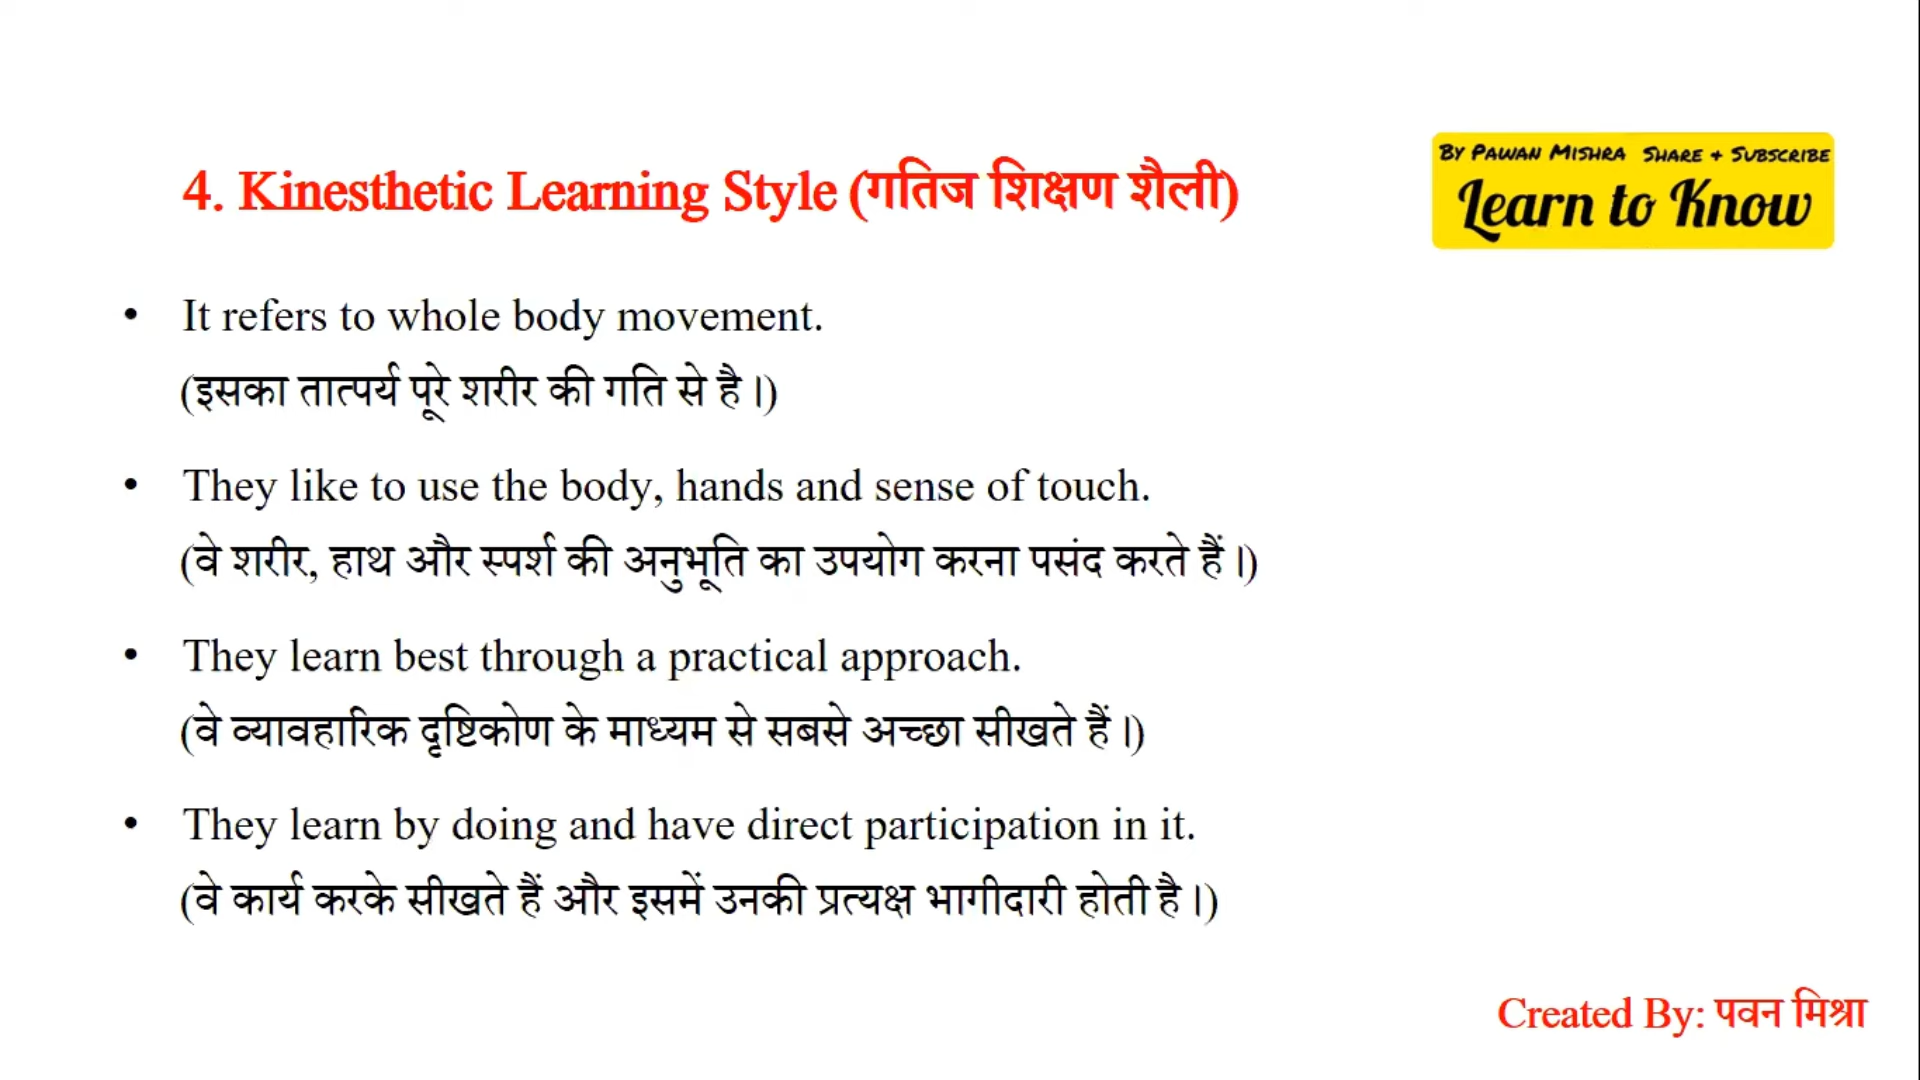 By Pawan Mishra Share + Subscribe
Learn to Know
4. Kinesthetic Learning Style (गतिज शिक्षण शैली)
• It refers to whole body movement.
(इसका तात्पर्य पूरे शरीर की गति से है।)
• They like to use the body, hands and sense of touch.
(वे शरीर, हाथ और स्पर्श की अनुभूति का उपयोग करना पसंद करते हैं।)
• They learn best through a practical approach.
(वे व्यावहारिक दृष्टिकोण के माध्यम से सबसे अच्छा सीखते हैं।)
• They learn by doing and have direct participation in it.
(वे कार्य करके सीखते हैं और इसमें उनकी प्रत्यक्ष भागीदारी होती है।)
Created By: पवन मिश्रा